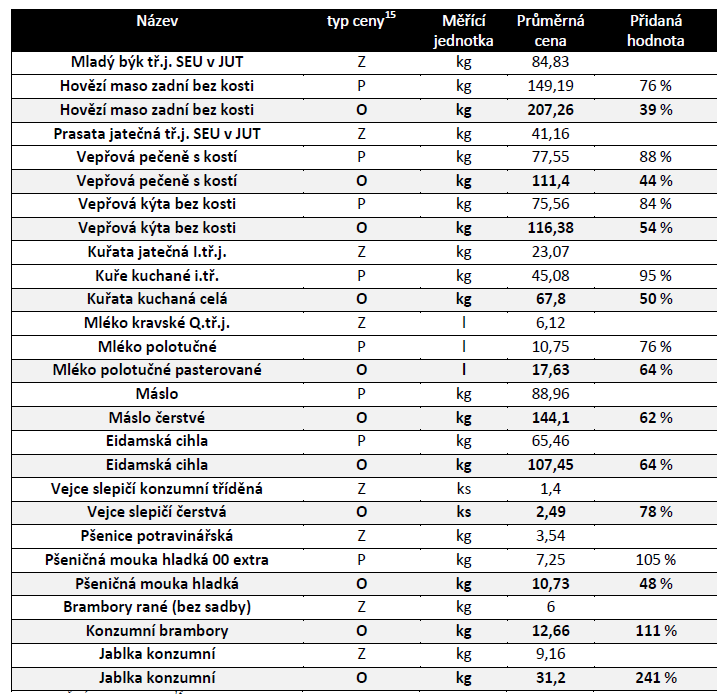 Název typ ceny15 Měřící jednotka Průměrná cena Přidaná hodnota
Mladý býk tř.j. SEU v JUT Z kg 84,83
Hovězí maso zadní bez kosti P kg 149,19 76 %
Hovězí maso zadní bez kosti O kg 207,26 39 %
Prasata jatečná tř.j. SEU v JUT Z kg 41,16
Vepřová pečeně s kostí P kg 77,55 88 %
Vepřová pečeně s kostí O kg 111,4 44 %
Vepřová kýta bez kosti P kg 75,56 84 %
Vepřová kýta bez kosti O kg 116,38 54 %
Kuřata jatečná I.tř.j. Z kg 23,07
Kuře kuchané i.tř. P kg 45,08 95 %
Kuřata kuchaná celá O kg 67,8 50 %
Mléko kravské Q.tř.j. Z l 6,12
Mléko polotučné P l 10,75 76 %
Mléko polotučné pasterované O l 17,63 64 %
Máslo P kg 88,96
Máslo čerstvé O kg 144,1 62 %
Eidamská cihla P kg 65,46
Eidamská cihla O kg 107,45 64 %
Vejce slepičí konzumní tříděná Z ks 1,4
Vejce slepičí čerstvá O ks 2,49 78 %
Pšenice potravinářská Z kg 3,54
Pšeničná mouka hladká 00 extra P kg 7,25 105 %
Pšeničná mouka hladká O kg 10,73 48 %
Brambory rané (bez sadby) Z kg 6
Konzumní brambory O kg 12,66 111 %
Jablka konzumní Z kg 9,16
Jablka konzumní O kg 31,2 241 %